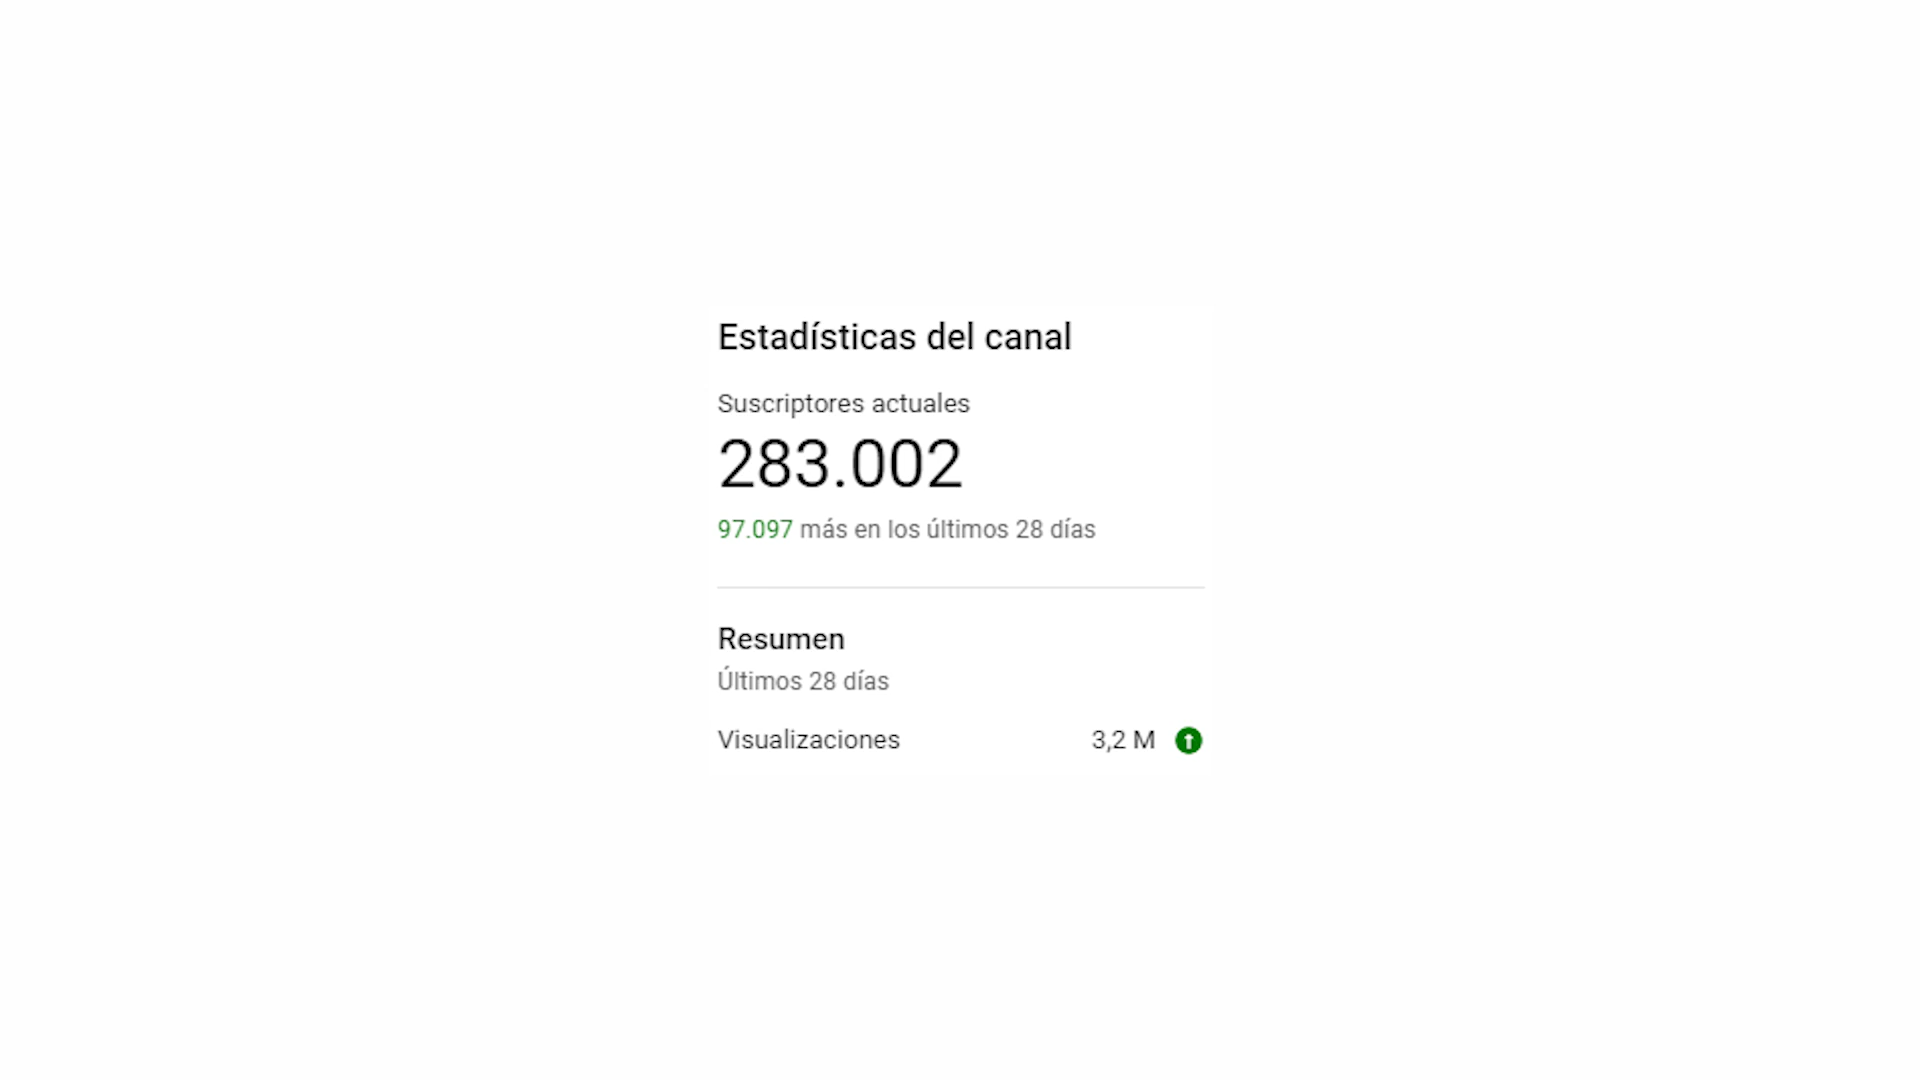 Estadísticas del canal
Suscriptores actuales
283.002
97.097 más en los últimos 28 días
Resumen
Últimos 28 días
Visualizaciones 3,2 M